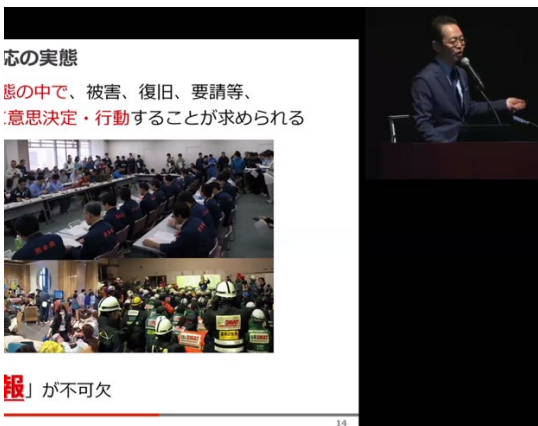 応の実態
態の中で、被害、復旧、要請等、
意思決定・行動することが求められる
DMAT
報」が不可欠
14